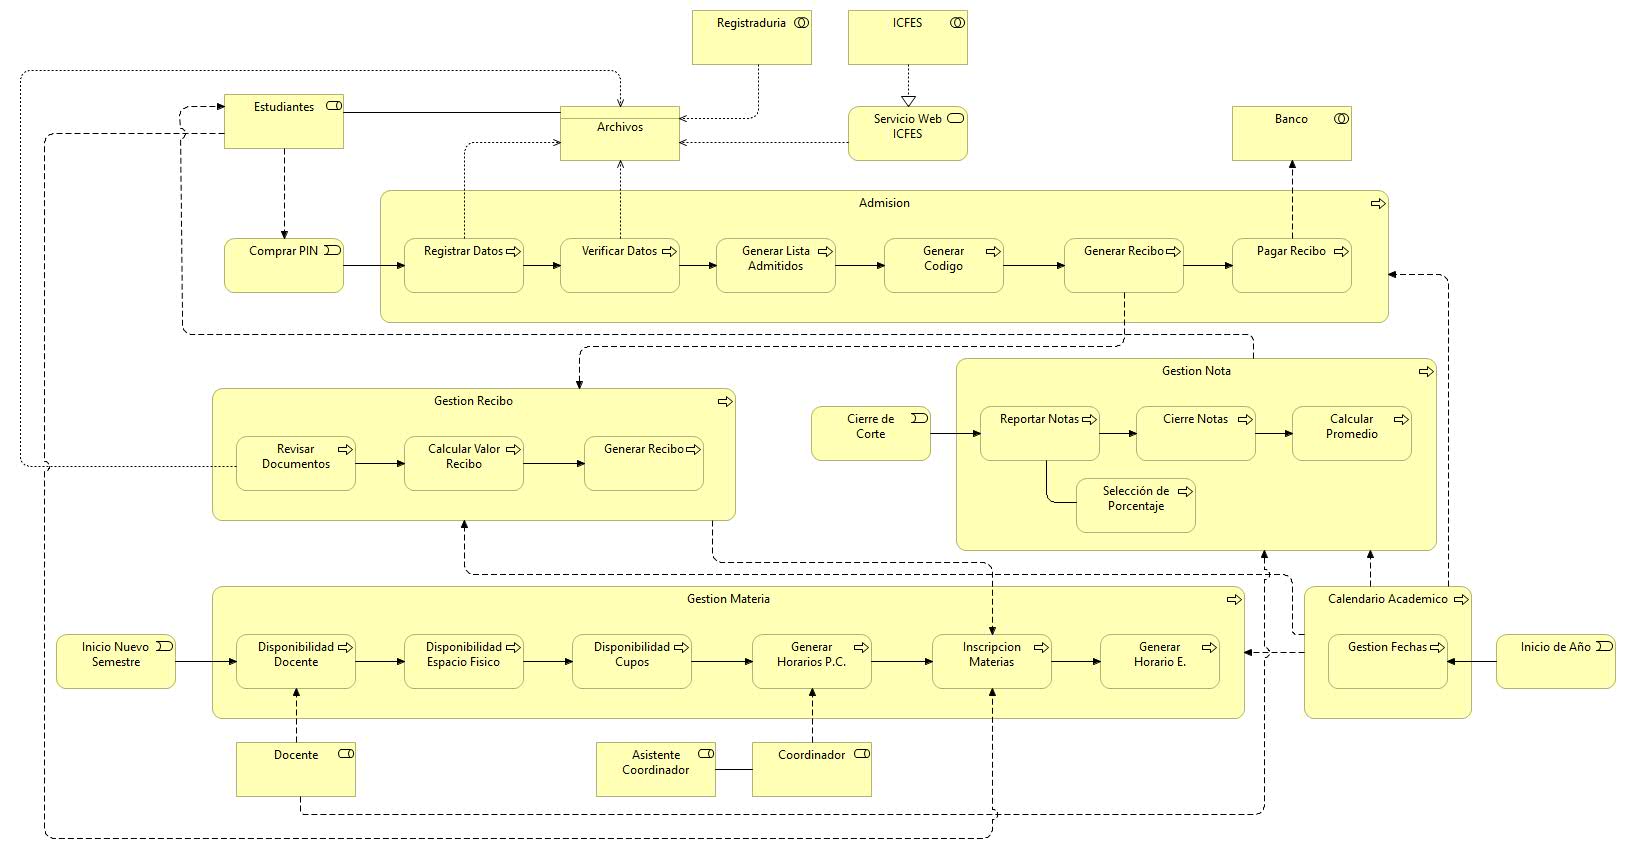 Registraduria
ICFES
Estudiantes
Archivos
Servicio Web
ICFES
Banco
Admision
Comprar PIN
Registrar Datos
Verificar Datos
Generar Lista
Admitidos
Generar
Codigo
Generar Recibo
Pagar Recibo
Gestion Nota
Gestion Recibo
Cierre de
Corte
Reportar Notas
Cierre Notas
Calcular
Promedio
Revisar
Documentos
Calcular Valor
Recibo
Generar Recibo
Selección de
Porcentaje
Gestion Materia
Calendario Academico
Inicio Nuevo
Semestre
Disponibilidad
Docente
Disponibilidad
Espacio Fisico
Disponibilidad
Cupos
Generar
Horarios P.C.
Inscripcion
Materias
Generar
Horario E.
Gestion Fechas
Inicio de Año
Docente
Asistente
Coordinador
Coordinador